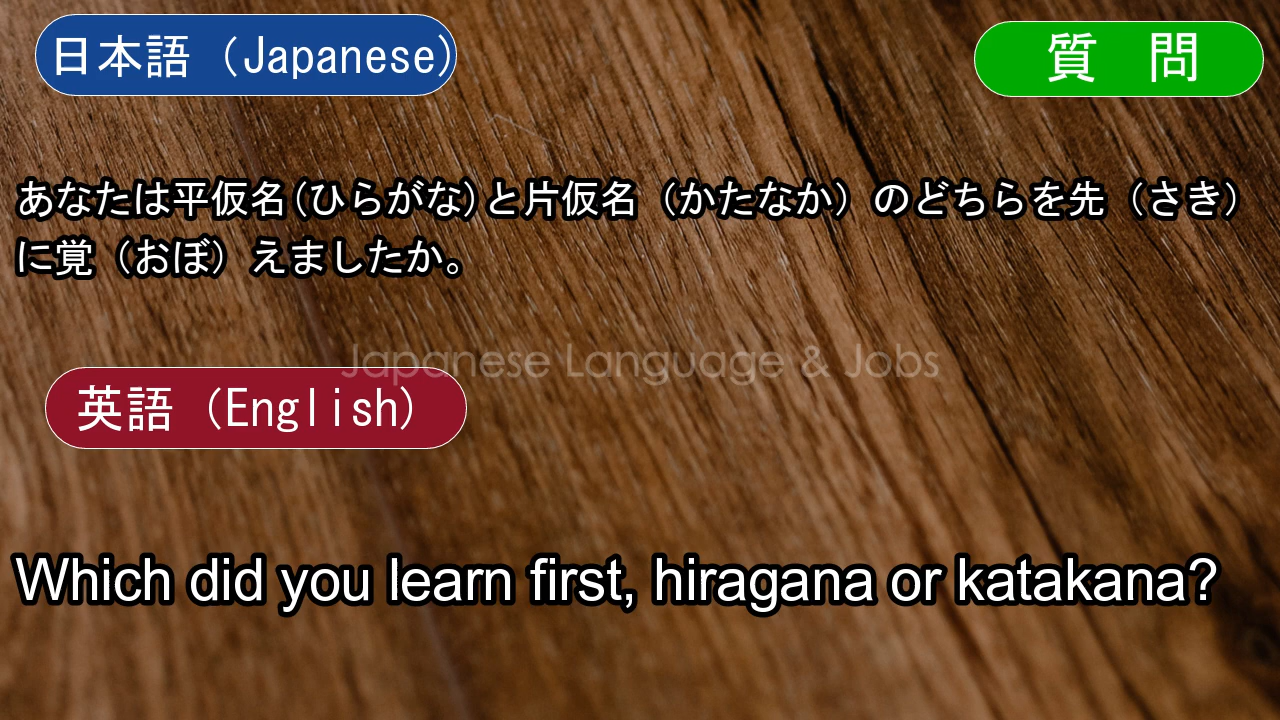 日本語（Japanese）
質　問
あなたは平仮名(ひらがな)と片仮名（かたなか）のどちらを先（さき）
に覚（おぼ）えましたか。
Japanese Language & Jobs
英語（English）
Which did you learn first, hiragana or katakana?